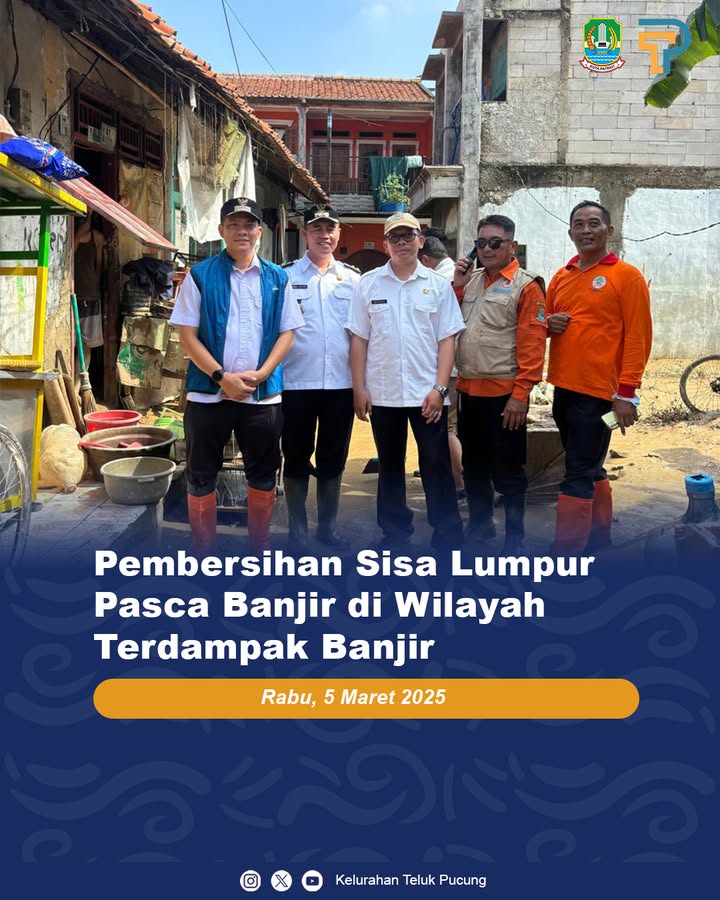 Pembersihan Sisa Lumpur
Pasca Banjir di Wilayah
Terdampak Banjir
Rabu, 5 Maret 2025
Kelurahan Teluk Pucung